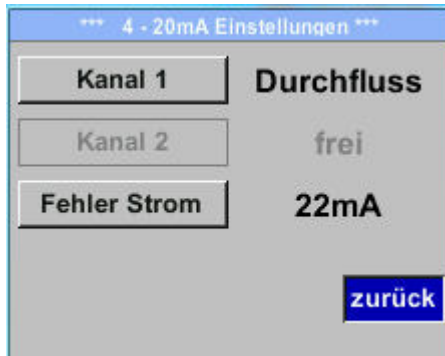 *** 4 - 20mA Einstellungen ***
Kanal 1 Durchfluss
Kanal 2 frei
Fehler Strom 22mA
zurück